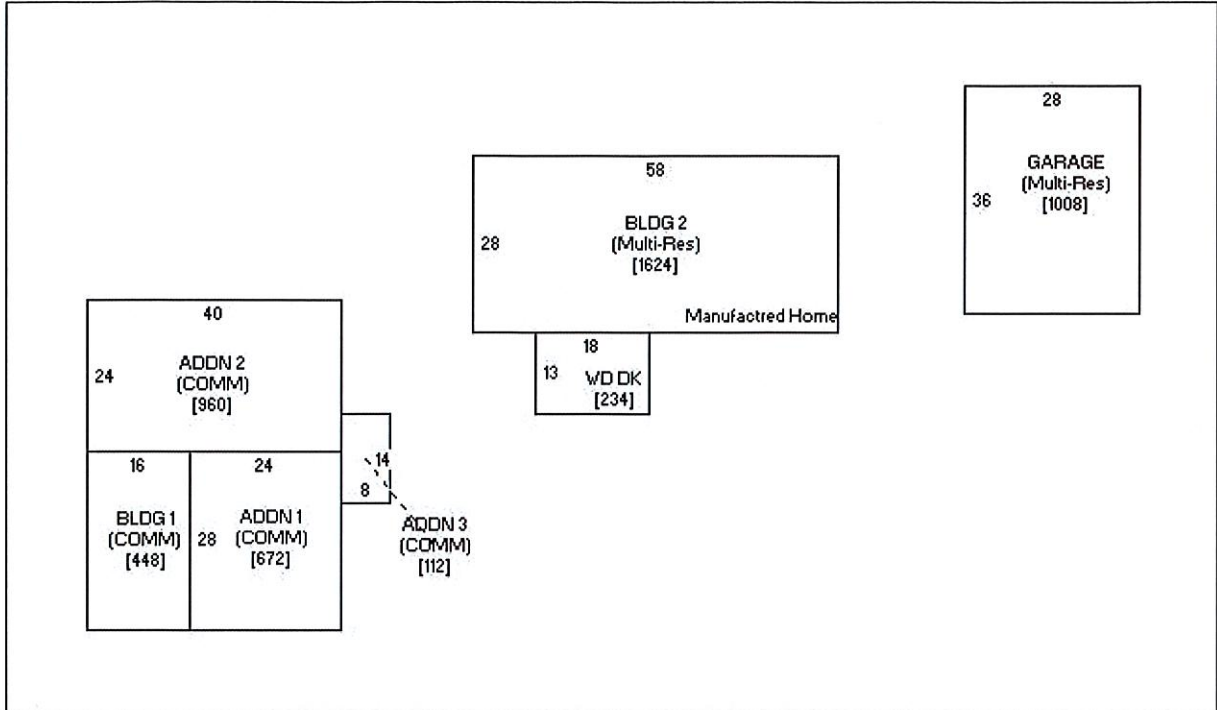 28
GARAGE
(Multi-Res)
[1008]
36
58
BLDG 2
(Multi-Res)
[1624]
28
Manufactred Home
18
13
WD DK
[234]
40
ADDN 2
(COMM)
[960]
24
16
BLDG 1
(COMM)
[448]
24
28
ADDN 1
(COMM)
[672]
14
8
ADDN 3
(COMM)
[112]